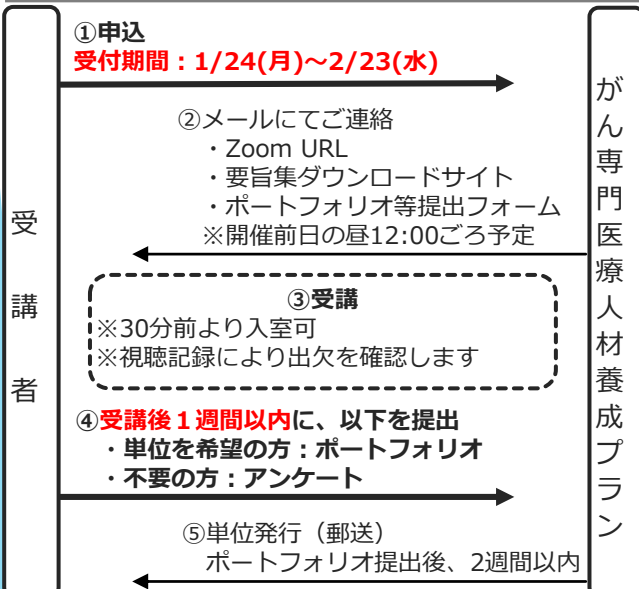 ①申込
受付期間：1/24(月)～2/23(水)
②メールにてご連絡
・Zoom URL
・要旨集ダウンロードサイト
・ポートフォリオ等提出フォーム
※開催前日の昼12:00ごろ予定
③受講
※30分前より入室可
※視聴記録により出欠を確認します
④受講後１週間以内に、以下を提出
・単位を希望の方：ポートフォリオ
・不要の方：アンケート
⑤単位発行（郵送）
ポートフォリオ提出後、2週間以内
受講者
がん専門医療人材養成プラン